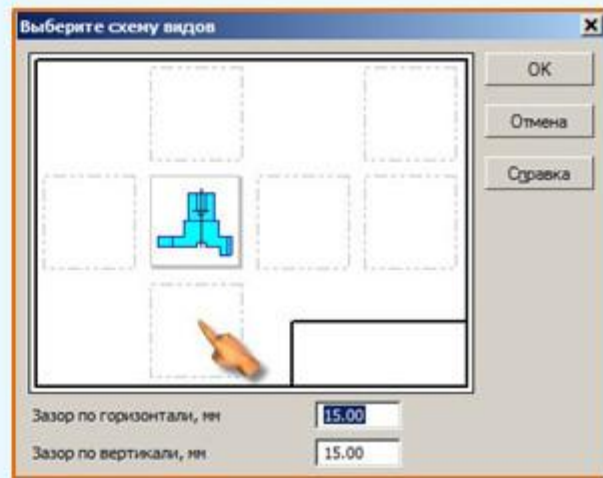 Выберите схему видов
OK
Отмена
Справка
Зазор по горизонтали, мм
15.00
Зазор по вертикали, мм
15.00